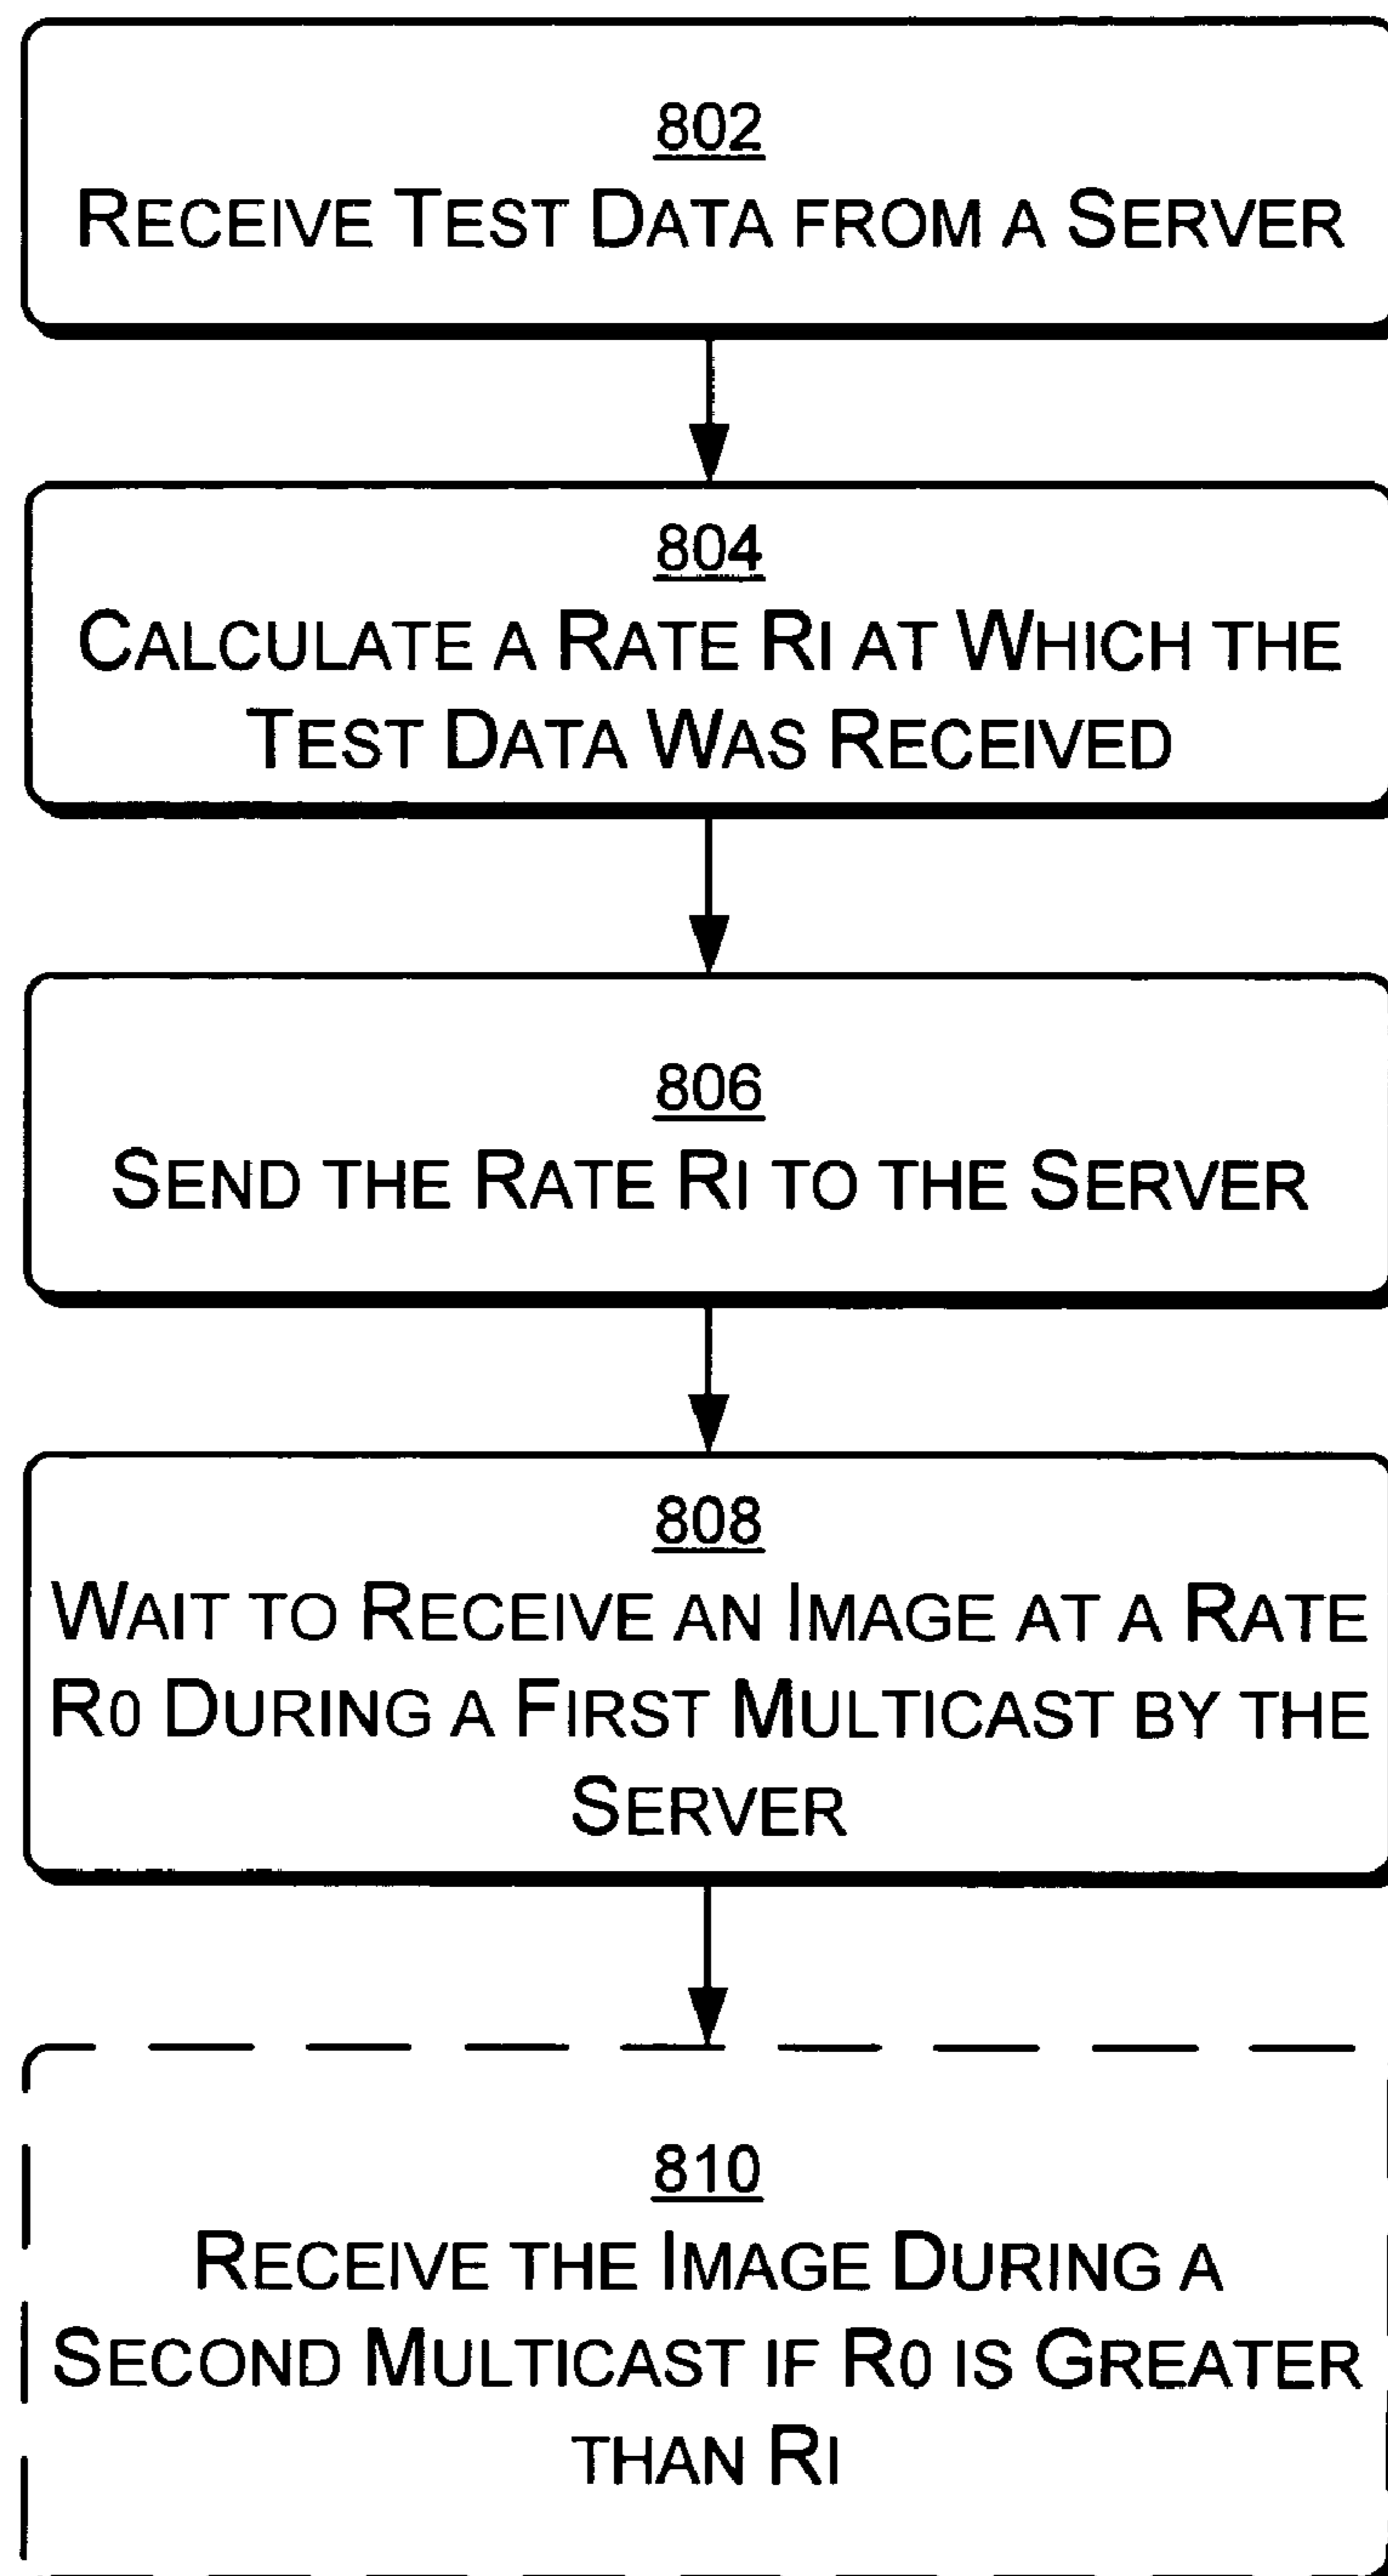 802
RECEIVE TEST DATA FROM A SERVER
804
CALCULATE A RATE RI AT WHICH THE
TEST DATA WAS RECEIVED
806
SEND THE RATE RI TO THE SERVER
808
WAIT TO RECEIVE AN IMAGE AT A RATE
R0 DURING A FIRST MULTICAST BY THE
SERVER
810
RECEIVE THE IMAGE DURING A
SECOND MULTICAST IF R0 IS GREATER
THAN RI